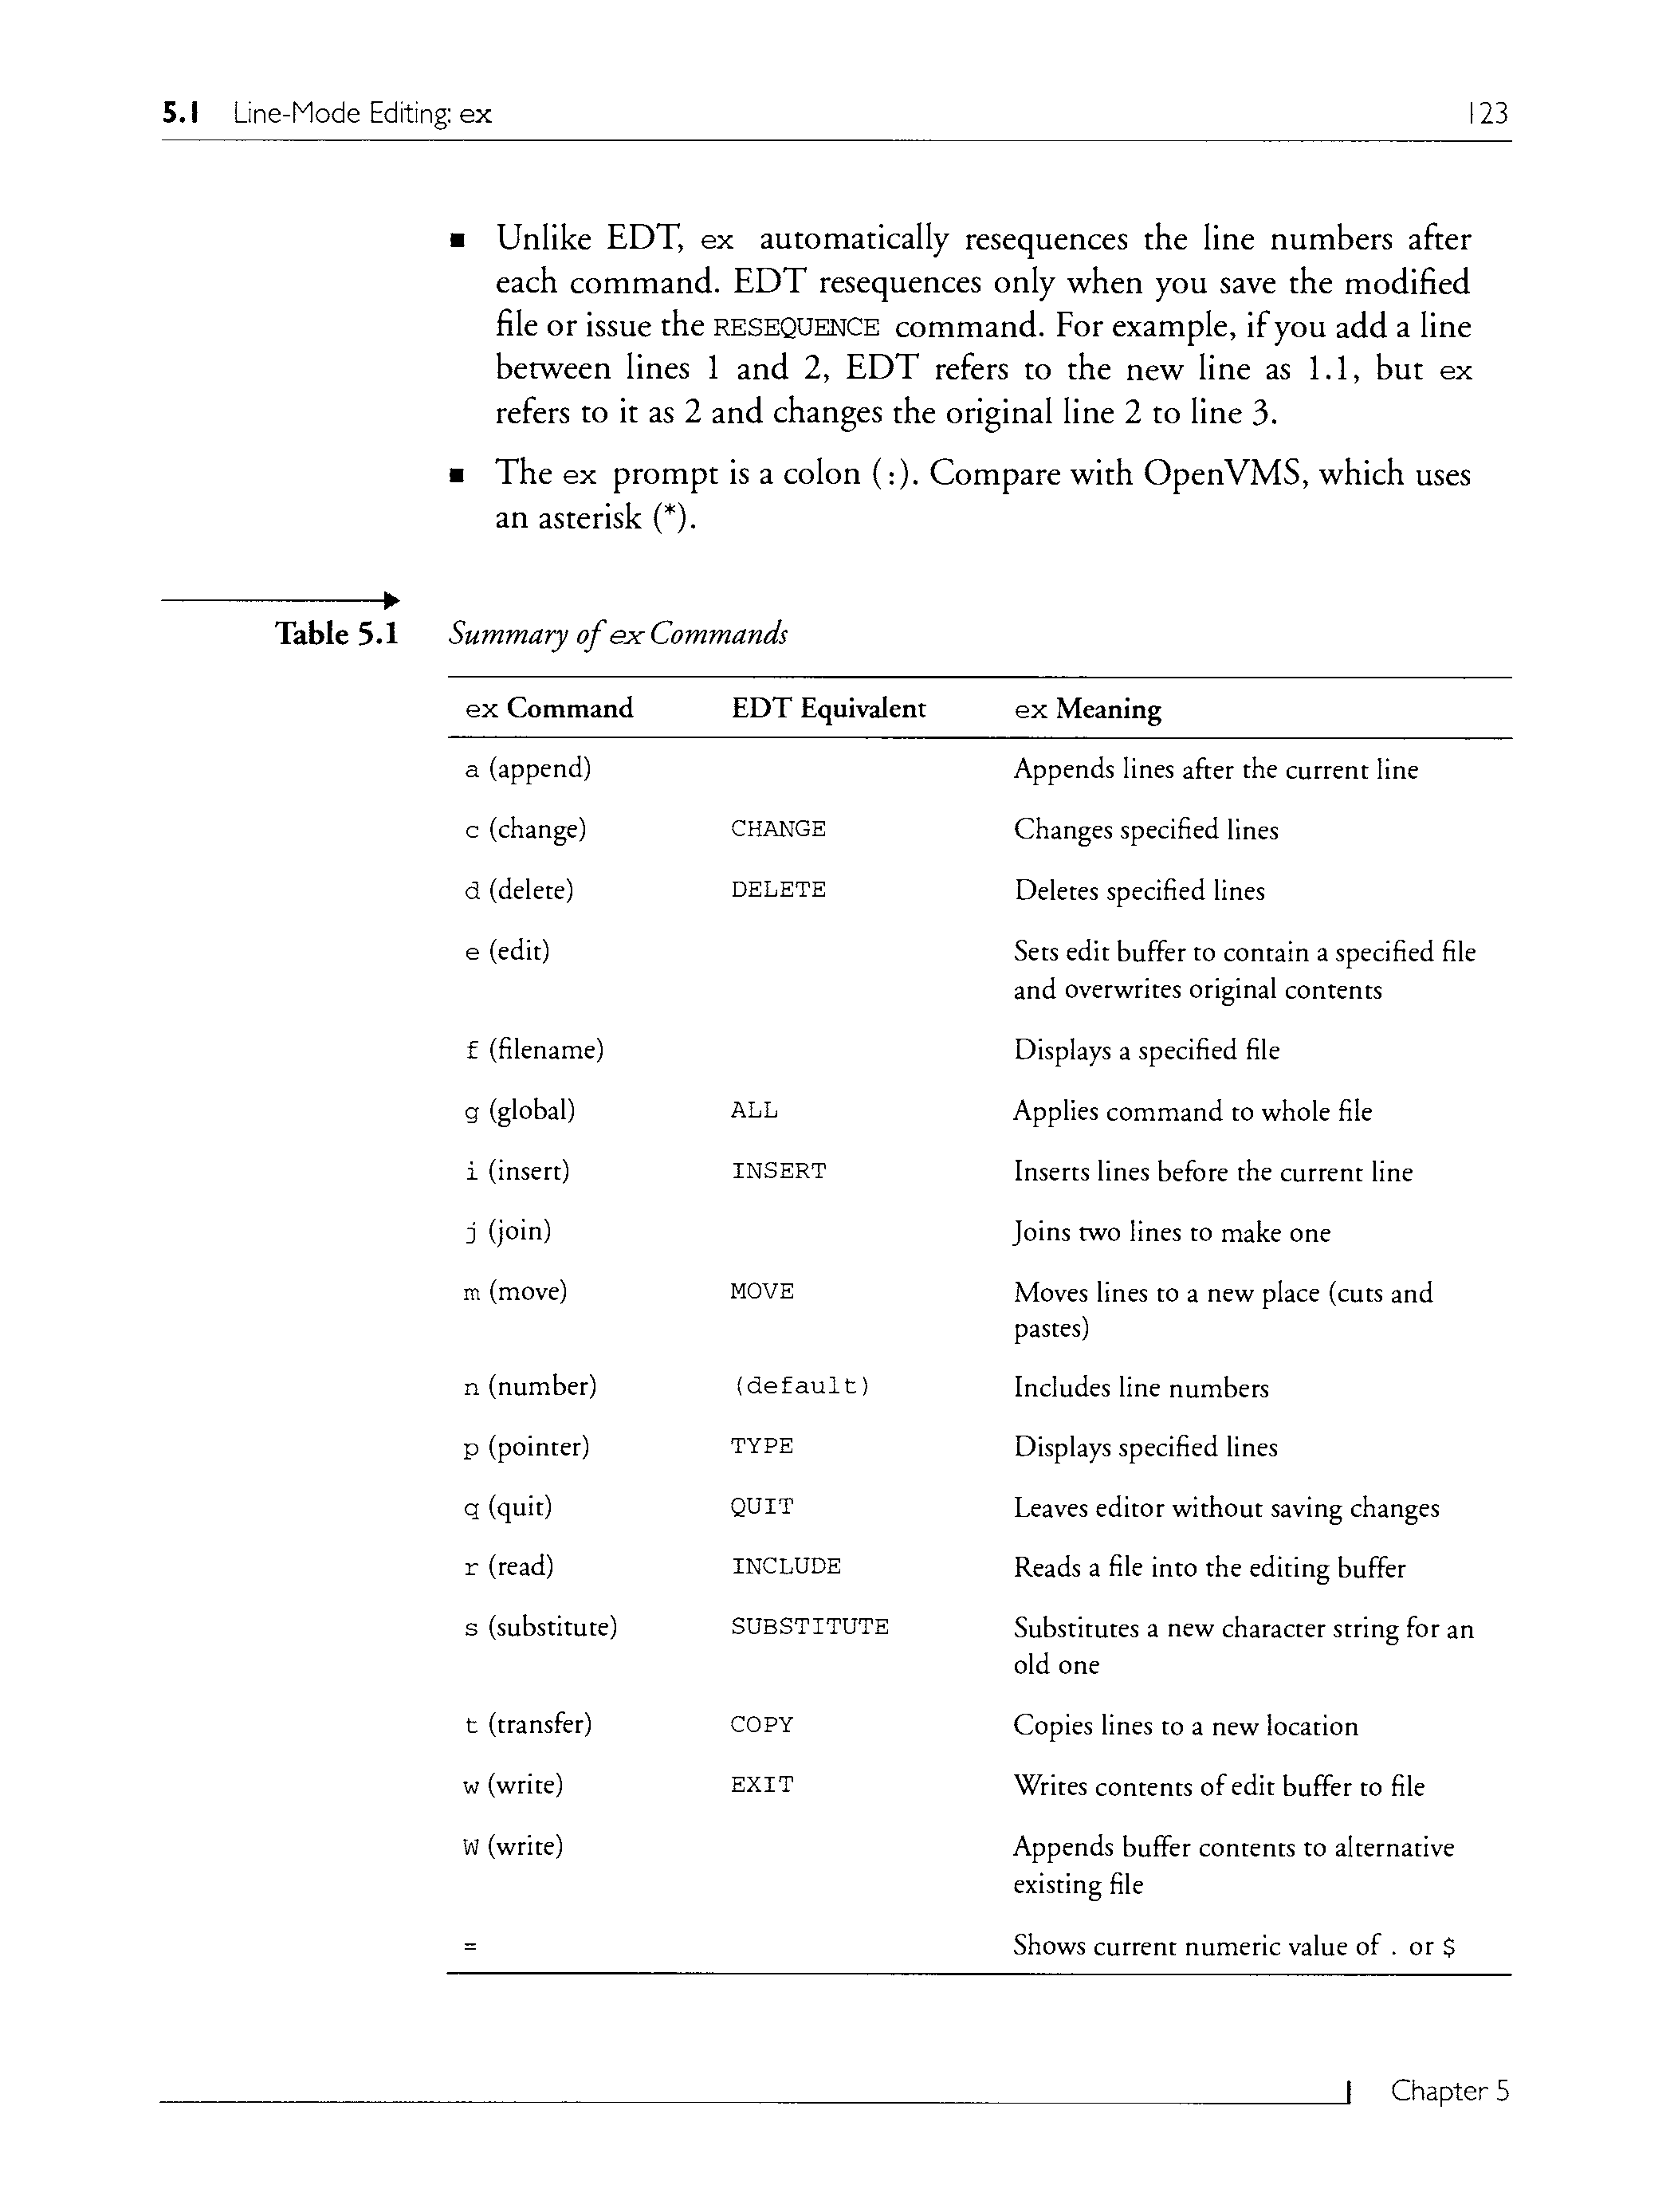 5.1 Line-Mode Editing: ex 123
■ Unlike EDT, ex automatically resequences the line numbers after
each command. EDT resequences only when you save the modified
file or issue the RESEQUENCE command. For example, if you add a line
between lines 1 and 2, EDT refers to the new line as 1.1, but ex
refers to it as 2 and changes the original line 2 to line 3.
■ The ex prompt is a colon (:). Compare with OpenVMS, which uses
an asterisk (*).
Table 5.1 Summary of ex Commands
ex Command EDT Equivalent ex Meaning
a (append) Appends lines after the current line
c (change) CHANGE Changes specified lines
d (delete) DELETE Deletes specified lines
e (edit) Sets edit buffer to contain a specified file
and overwrites original contents
f (filename) Displays a specified file
g (global) ALL Applies command to whole file
i (insert) INSERT Inserts lines before the current line
j (join) Joins two lines to make one
m (move) MOVE Moves lines to a new place (cuts and
pastes)
n (number) (default) Includes line numbers
p (pointer) TYPE Displays specified lines
q (quit) QUIT Leaves editor without saving changes
r (read) INCLUDE Reads a file into the editing buffer
s (substitute) SUBSTITUTE Substitutes a new character string for an
old one
t (transfer) COPY Copies lines to a new location
w (write) EXIT Writes contents of edit buffer to file
W (write) Appends buffer contents to alternative
existing file
= Shows current numeric value of . or $
Chapter 5